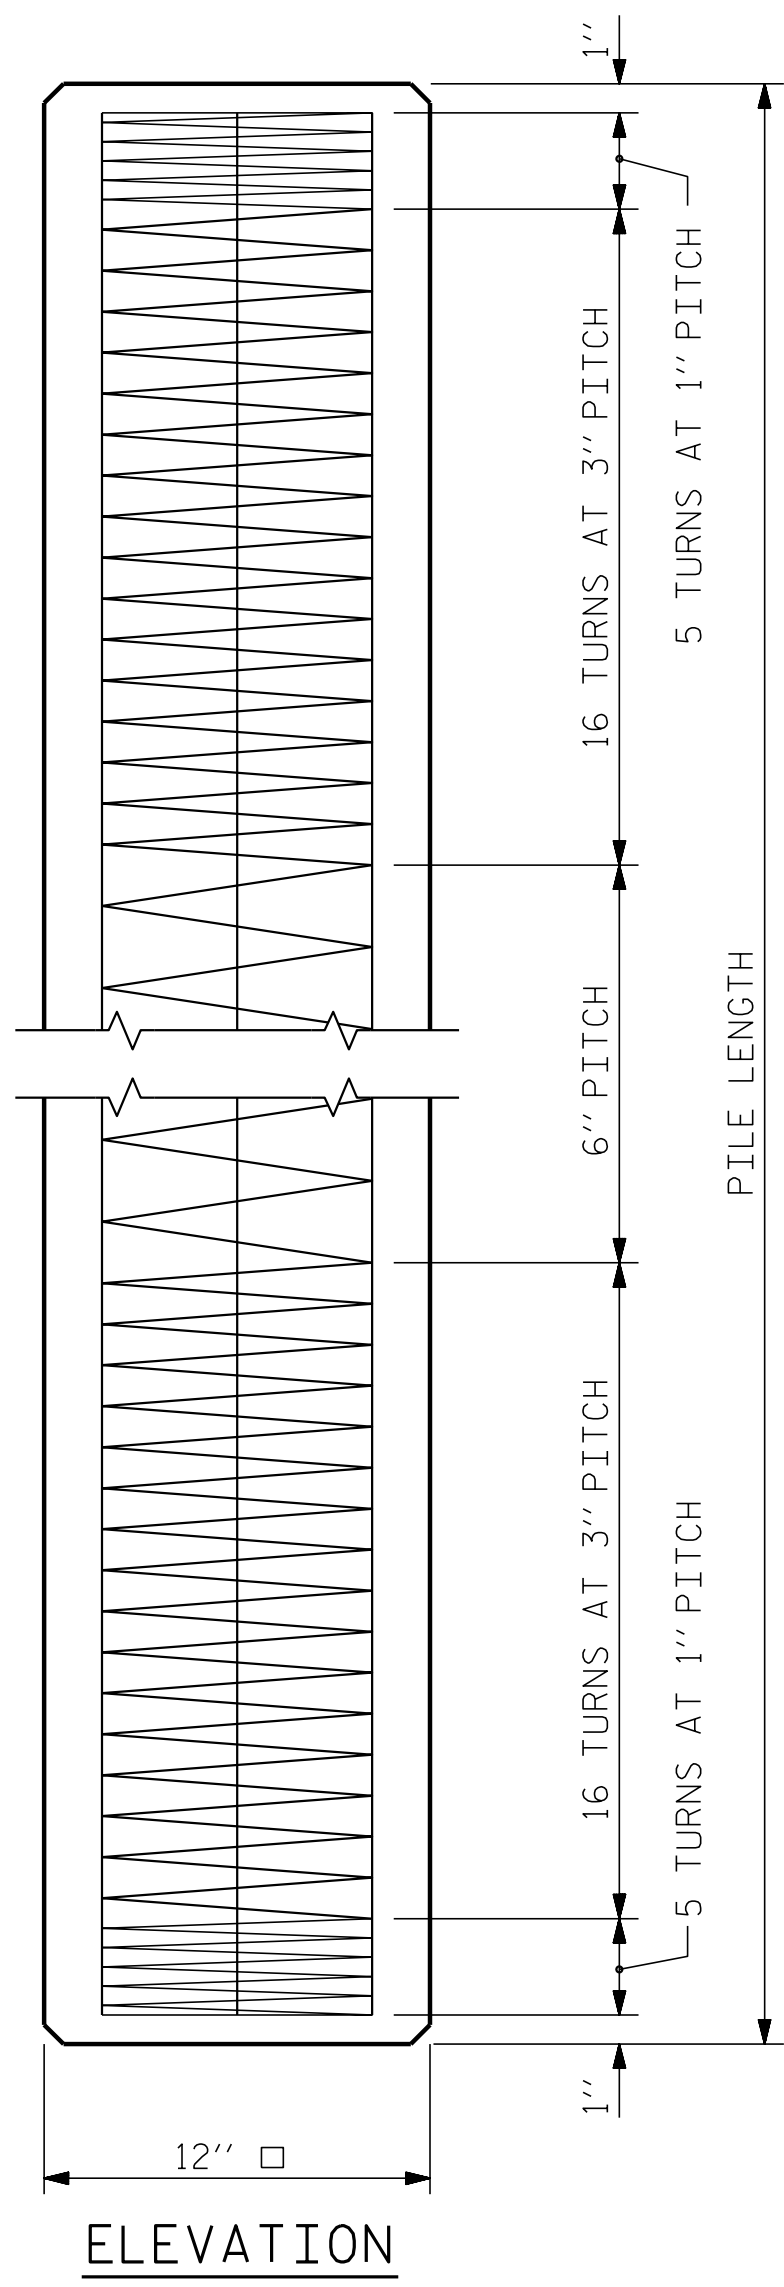 1''
5 TURNS AT 1'' PITCH
16 TURNS AT 3'' PITCH
6'' PITCH
PILE LENGTH
16 TURNS AT 3'' PITCH
5 TURNS AT 1'' PITCH
1''
12'' □
ELEVATION